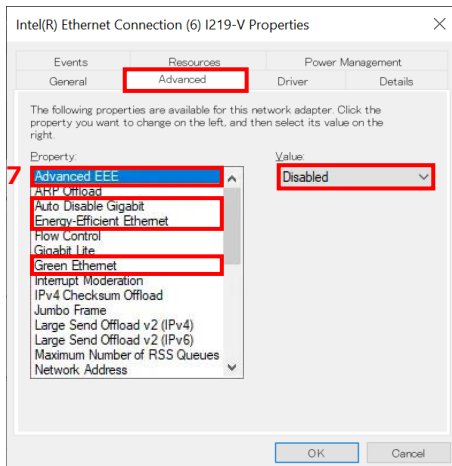 Intel(R) Ethernet Connection (6) I219-V Properties
Events Resources Power Management
General Advanced Driver Details
The following properties are available for this network adapter. Click the
property you want to change on the left, and then select its value on the
right.
Property: Value:
7 Advanced EEE Disabled
ARP Offload
Auto Disable Gigabit
Energy-Efficient Ethernet
Flow Control
Gigabit Lite
Green Ethernet
Interrupt Moderation
IPv4 Checksum Offload
Jumbo Frame
Large Send Offload v2 (IPv4)
Large Send Offload v2 (IPv6)
Maximum Number of RSS Queues
Network Address
OK Cancel